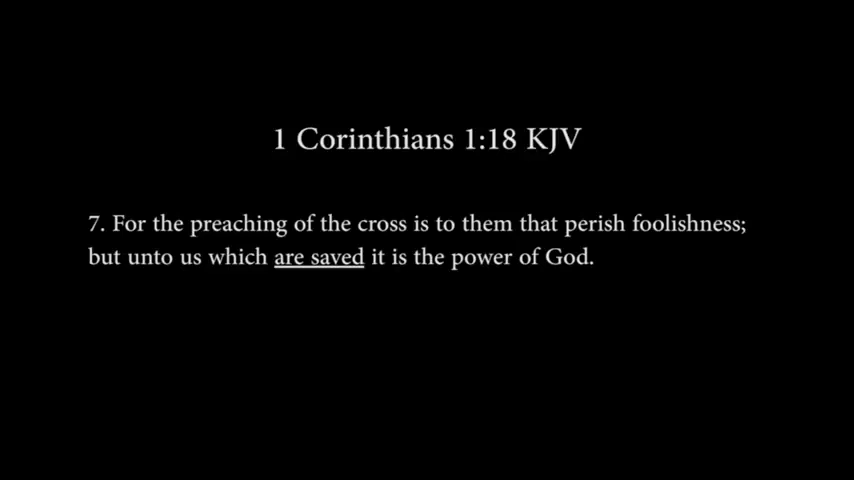 1 Corinthians 1:18 KJV
7. For the preaching of the cross is to them that perish foolishness;
but unto us which are saved it is the power of God.